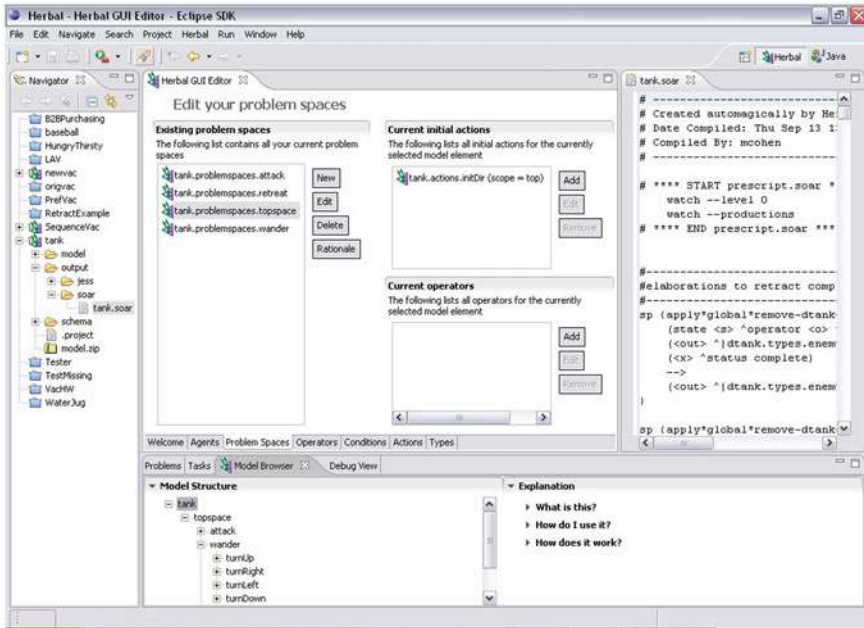 Herbal - Herbal GUI Editor - Eclipse SDK
File Edit Navigate Search Project Herbal Run Window Help
Herbal Java
Navigator
B2BPurchasing
baseball
HungryThirsty
LAV
newvac
origvac
PrefVac
RetractExample
SequenceVac
tank
model
output
jess
soar
tank.soar
schema
.project
model.zip
Tester
TestMissing
VacHW
WaterJug
Herbal GUI Editor
Edit your problem spaces
Existing problem spaces
The following list contains all your current problem
spaces
tank.problemspaces.attack
tank.problemspaces.retreat
tank.problemspaces.topspace
tank.problemspaces.wander
New
Edit
Delete
Rationale
Current initial actions
The following lists all initial actions for the currently
selected model element
tank.actions.initDir (scope = top)
Add
Edit
Remove
Current operators
The following lists all operators for the currently
selected model element
Add
Edit
Remove
Welcome Agents Problem Spaces Operators Conditions Actions Types
tank.soar
# -----------------------
# Created automagically by He
# Date Compiled: Thu Sep 13 1
# Compiled By: mcohen
# -----------------------
# **** START prescript.soar *
watch --level 0
watch --productions
# **** END prescript.soar ***
#------------------------
#elaborations to retract comp
#------------------------
sp (apply*global*remove-dtank
(state <s> ^operator <o>
(<out> ^|dtank.types.enem
(<x> ^status complete)
-->
(<out> ^|dtank.types.enem
)
sp (apply*global*remove-dtank
Problems Tasks Model Browser Debug View
Model Structure
tank
topspace
attack
wander
turnUp
turnRight
turnLeft
turnDown
Explanation
What is this?
How do I use it?
How does it work?